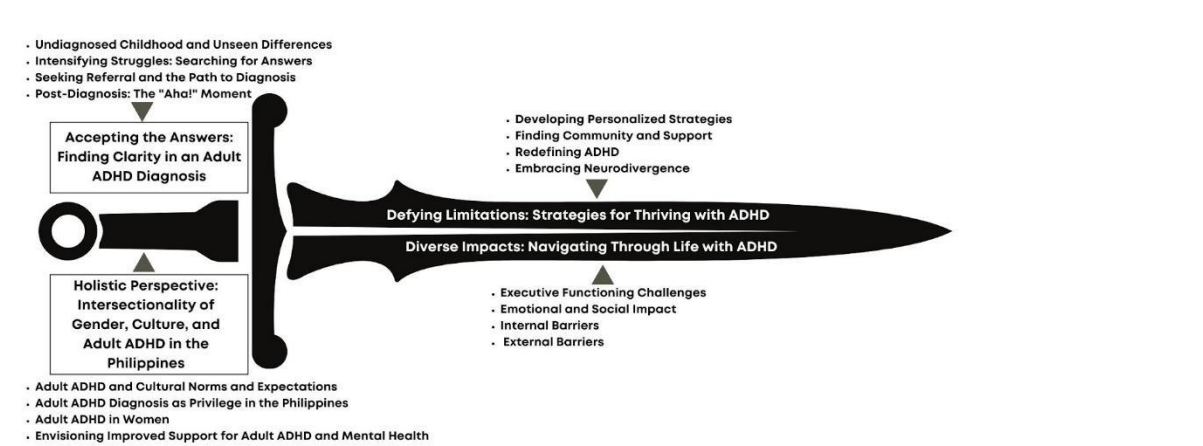 • Undiagnosed Childhood and Unseen Differences
• Intensifying Struggles: Searching for Answers
• Seeking Referral and the Path to Diagnosis
• Post-Diagnosis: The "Aha!" Moment
Accepting the Answers:
Finding Clarity in an Adult
ADHD Diagnosis
• Developing Personalized Strategies
• Finding Community and Support
• Redefining ADHD
• Embracing Neurodivergence
Defying Limitations: Strategies for Thriving with ADHD
Diverse Impacts: Navigating Through Life with ADHD
• Executive Functioning Challenges
• Emotional and Social Impact
• Internal Barriers
• External Barriers
Holistic Perspective:
Intersectionality of
Gender, Culture, and
Adult ADHD in the
Philippines
• Adult ADHD and Cultural Norms and Expectations
• Adult ADHD Diagnosis as Privilege in the Philippines
• Adult ADHD in Women
• Envisioning Improved Support for Adult ADHD and Mental Health